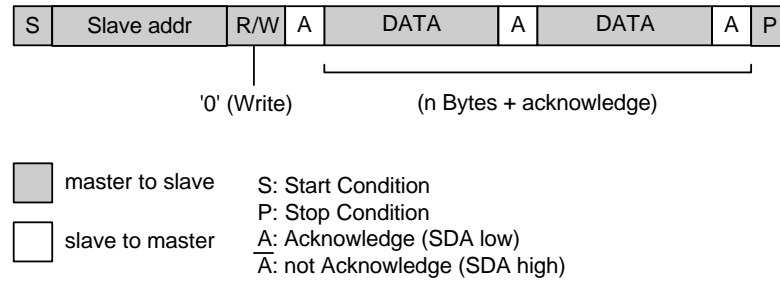 S Slave addr R/W A DATA A DATA A P
'0' (Write) (n Bytes + acknowledge)
master to slave
slave to master
S: Start Condition
P: Stop Condition
A: Acknowledge (SDA low)
A̅: not Acknowledge (SDA high)